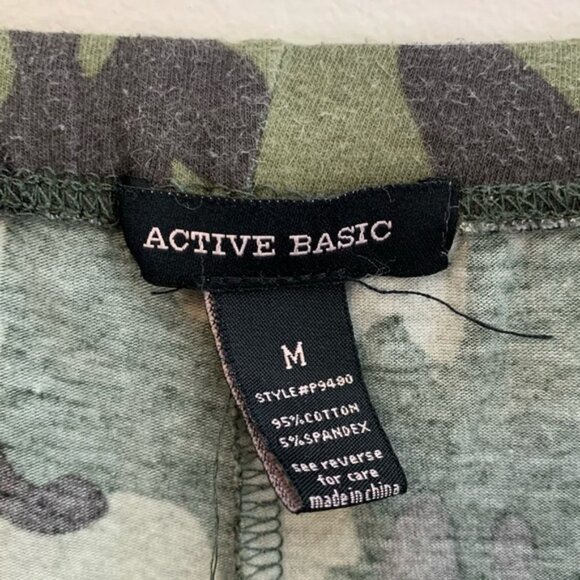 ACTIVE BASIC
M
STYLE#P9490
95%COTTON
5%SPANDEX
see reverse
for care
made in china